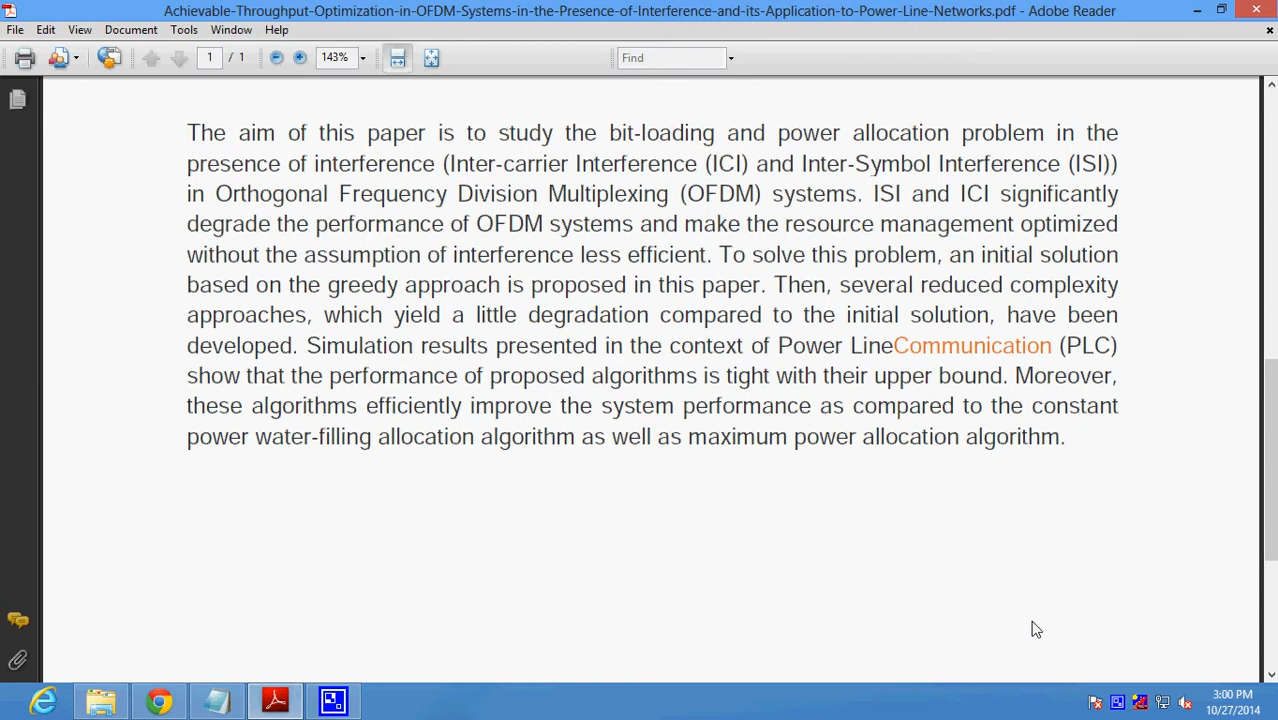 Achievable-Throughput-Optimization-in-OFDM-Systems-in-the-Presence-of-Interference-and-its-Application-to-Power-Line-Networks.pdf - Adobe Reader
File Edit View Document Tools Window Help
1 / 1 143% Find
The aim of this paper is to study the bit-loading and power allocation problem in the
presence of interference (Inter-carrier Interference (ICI) and Inter-Symbol Interference (ISI))
in Orthogonal Frequency Division Multiplexing (OFDM) systems. ISI and ICI significantly
degrade the performance of OFDM systems and make the resource management optimized
without the assumption of interference less efficient. To solve this problem, an initial solution
based on the greedy approach is proposed in this paper. Then, several reduced complexity
approaches, which yield a little degradation compared to the initial solution, have been
developed. Simulation results presented in the context of Power LineCommunication (PLC)
show that the performance of proposed algorithms is tight with their upper bound. Moreover,
these algorithms efficiently improve the system performance as compared to the constant
power water-filling allocation algorithm as well as maximum power allocation algorithm.
3:00 PM
10/27/2014